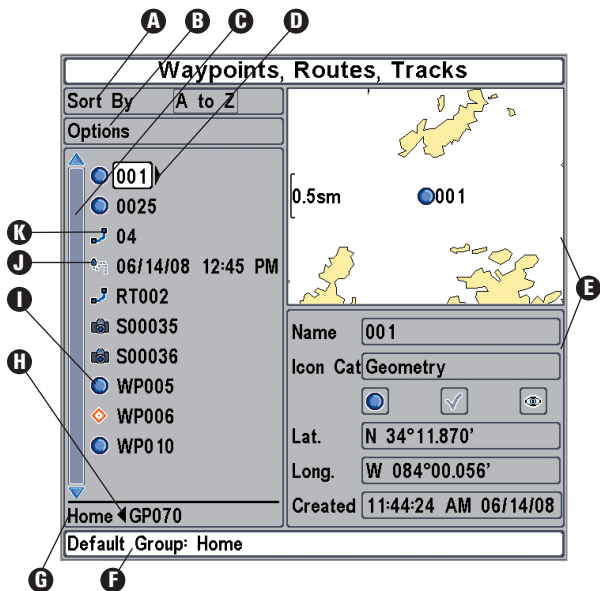 A B C D
Waypoints, Routes, Tracks
Sort By A to Z
Options
001
0025
K 04
J 06/14/08 12:45 PM
RT002
I S00035
H S00036
WP005
WP006
WP010
Home GP070
0.5sm 001
E
Name 001
Icon Cat Geometry
Lat. N 34°11.870'
Long. W 084°00.056'
Created 11:44:24 AM 06/14/08
Default Group: Home
G F